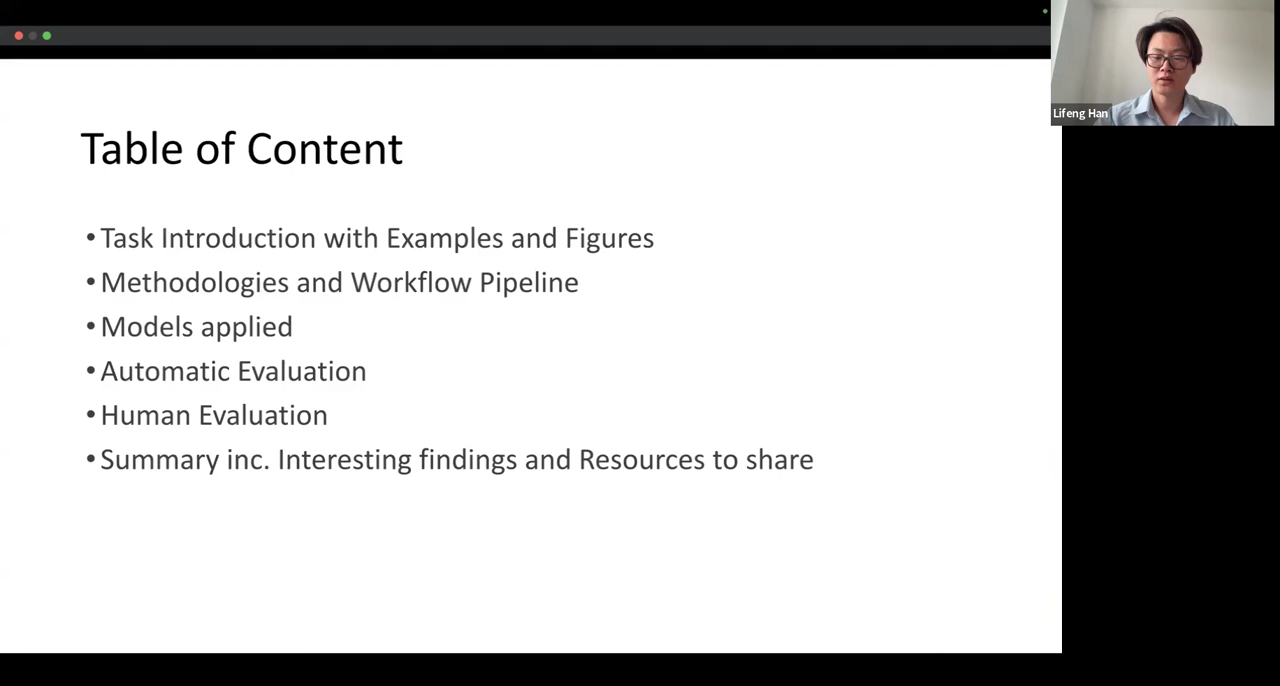 Lifeng Han
Table of Content
•Task Introduction with Examples and Figures
•Methodologies and Workflow Pipeline
•Models applied
•Automatic Evaluation
•Human Evaluation
•Summary inc. Interesting findings and Resources to share